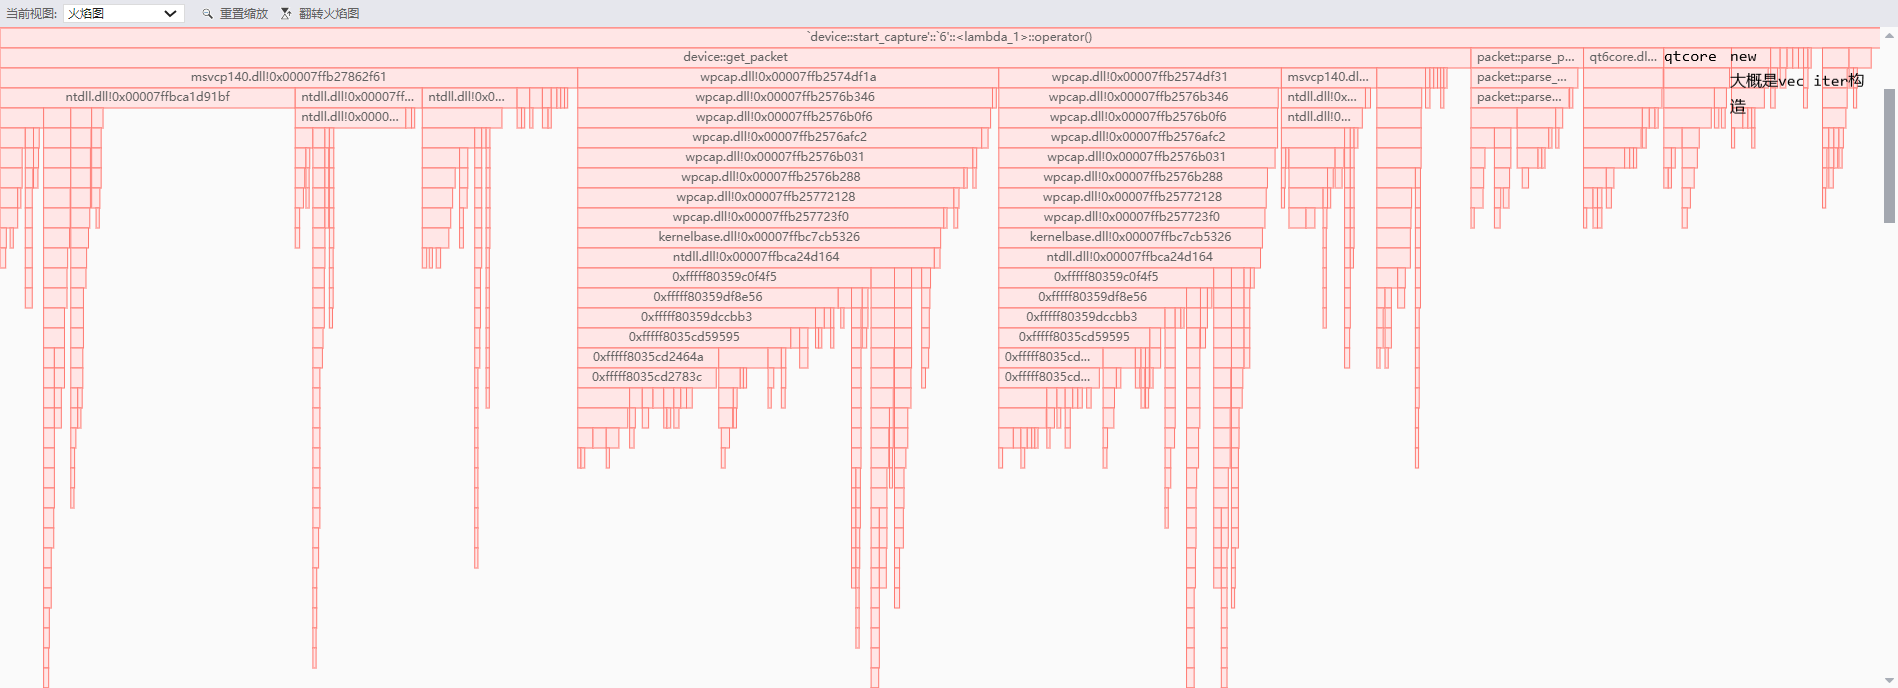 当前视图: 火焰图 重置缩放 翻转火焰图
`device::start_capture'::`6'::<lambda_1>::operator()
device::get_packet packet::parse_p... qt6core.dl... qtcore new
msvcp140.dll!0x00007ffb27862f61 wpcap.dll!0x00007ffb2574df1a wpcap.dll!0x00007ffb2574df31 msvcp140.dl... packet::parse_... 大概是vec iter构
ntdll.dll!0x00007ffbca1d91bf ntdll.dll!0x00007ff... ntdll.dll!0x0... wpcap.dll!0x00007ffb2576b346 wpcap.dll!0x00007ffb2576b346 ntdll.dll!0x... packet::parse... 造
ntdll.dll!0x0000... wpcap.dll!0x00007ffb2576b0f6 wpcap.dll!0x00007ffb2576b0f6 ntdll.dll!0...
wpcap.dll!0x00007ffb2576afc2 wpcap.dll!0x00007ffb2576afc2
wpcap.dll!0x00007ffb2576b031 wpcap.dll!0x00007ffb2576b031
wpcap.dll!0x00007ffb2576b288 wpcap.dll!0x00007ffb2576b288
wpcap.dll!0x00007ffb25772128 wpcap.dll!0x00007ffb25772128
wpcap.dll!0x00007ffb257723f0 wpcap.dll!0x00007ffb257723f0
kernelbase.dll!0x00007ffbc7cb5326 kernelbase.dll!0x00007ffbc7cb5326
ntdll.dll!0x00007ffbca24d164 ntdll.dll!0x00007ffbca24d164
0xfffff80359c0f4f5 0xfffff80359c0f4f5
0xfffff80359df8e56 0xfffff80359df8e56
0xfffff80359dccbb3 0xfffff80359dccbb3
0xfffff8035cd59595 0xfffff8035cd59595
0xfffff8035cd2464a 0xfffff8035cd...
0xfffff8035cd2783c 0xfffff8035cd...